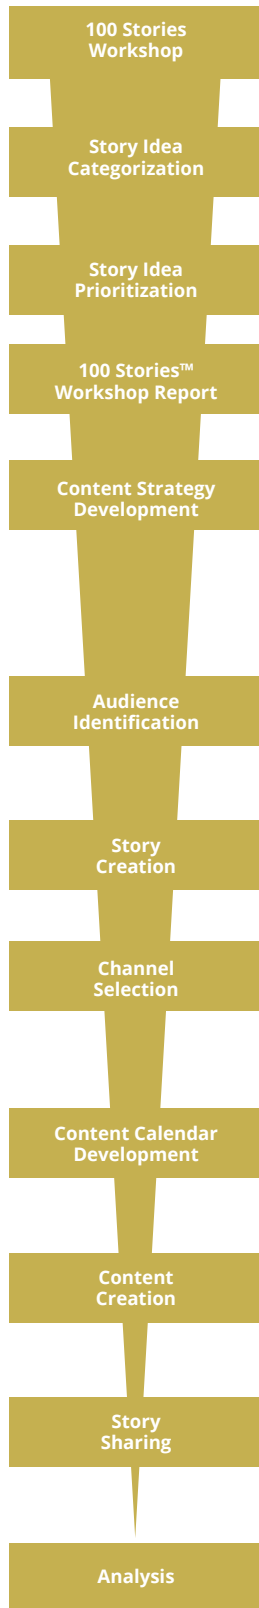 100 Stories
Workshop
Story Idea
Categorization
Story Idea
Prioritization
100 Stories™
Workshop Report
Content Strategy
Development
Audience
Identification
Story
Creation
Channel
Selection
Content Calendar
Development
Content
Creation
Story
Sharing
Analysis